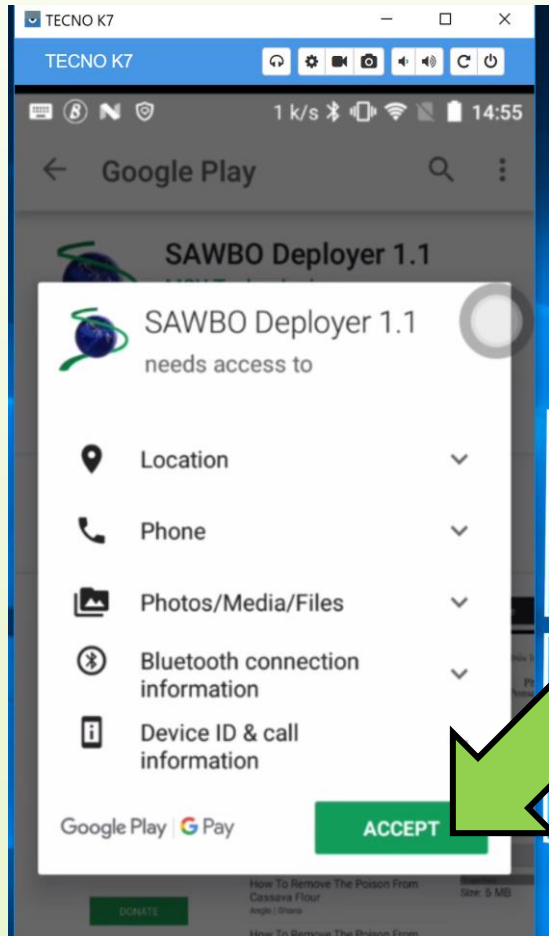 TECNO K7
TECNO K7
1 k/s 14:55
Google Play
SAWBO Deployer 1.1
SAWBO Deployer 1.1
needs access to
Location
Phone
Photos/Media/Files
Bluetooth connection
information
Device ID & call
information
Google Play | G Pay
ACCEPT
How To Remove The Poison From
Cassava Flour
Anglo | Ghana
Size: 5 MB
DONATE
How To Remove The Poison From